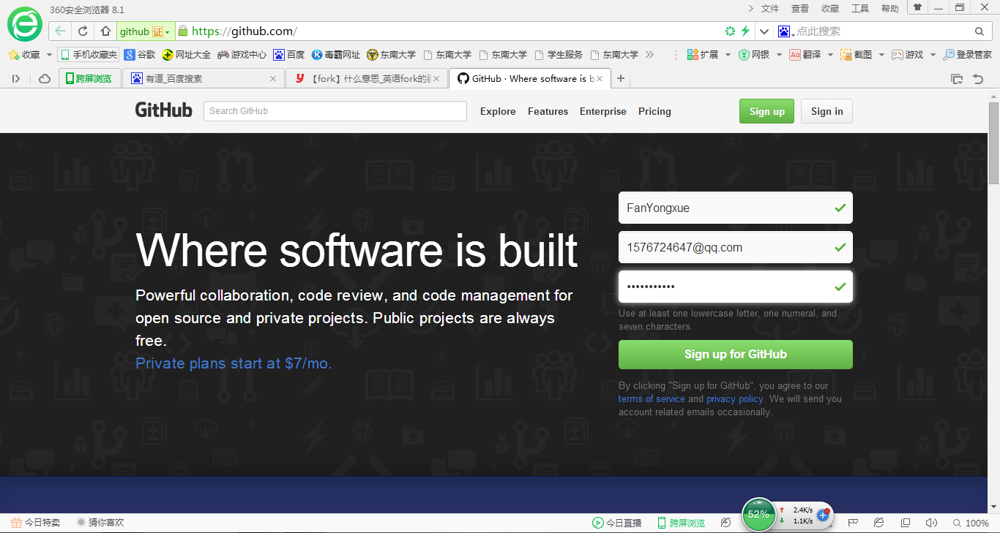 360安全浏览器 8.1
文件 查看 收藏 工具 帮助
github 证 https://github.com/ 点此搜索
收藏 手机收藏夹 谷歌 网址大全 游戏中心 百度 毒霸网址 东南大学 东南大学 东南大学 学生服务 东南大学 扩展 网银 翻译 截图 游戏 登录管家
跨屏浏览 有道_百度搜索 【fork】什么意思_英语fork的 GitHub · Where software is b
GitHub Search GitHub Explore Features Enterprise Pricing Sign up Sign in
FanYongxue
1576724647@qq.com
•••••••••••
Use at least one lowercase letter, one numeral, and
seven characters.
Sign up for GitHub
By clicking "Sign up for GitHub", you agree to our
terms of service and privacy policy. We will send you
account related emails occasionally.
Where software is built
Powerful collaboration, code review, and code management for
open source and private projects. Public projects are always
free.
Private plans start at $7/mo.
今日特卖 猜你喜欢 今日直播 跨屏浏览 52% 2.4K/s 100%
1.1K/s